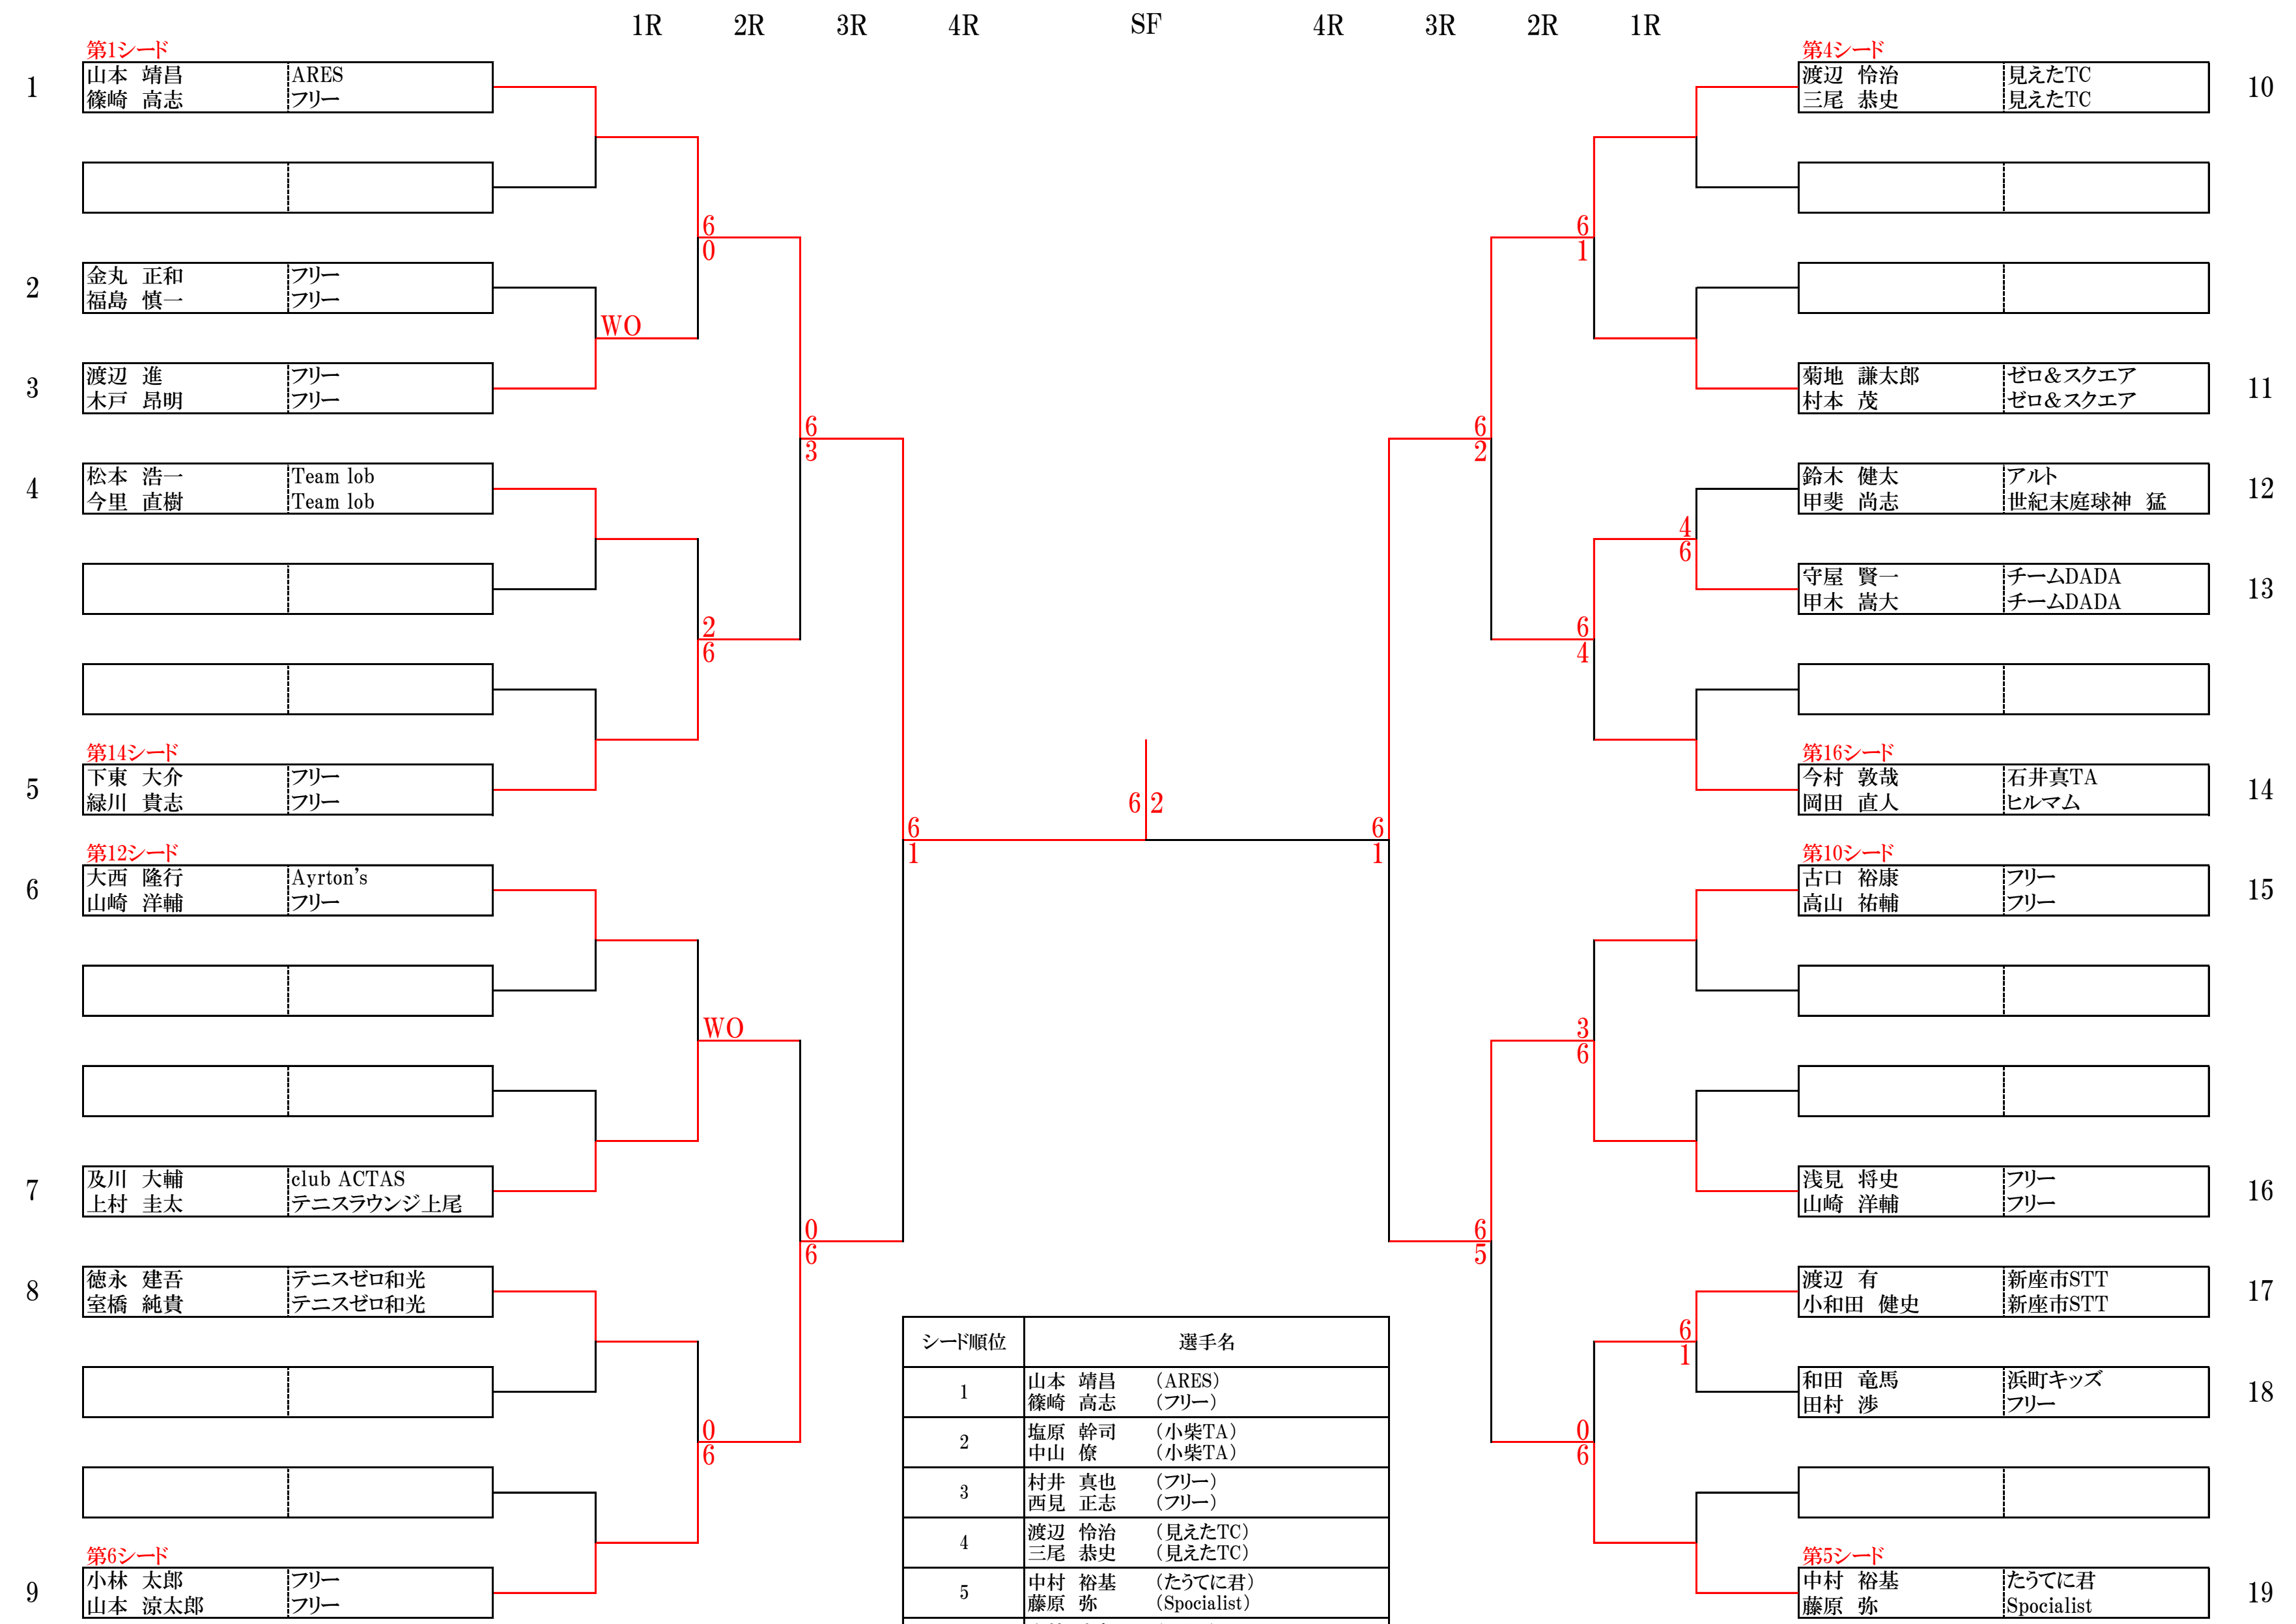 1R 2R 3R 4R SF 4R 3R 2R 1R
第1シード
1 山本 靖昌 ARES
篠崎 高志 フリー
2 金丸 正和 フリー
福島 慎一 フリー
WO
3 渡辺 進 フリー
木戸 昂明 フリー
6
0
4 松本 浩一 Team lob
今里 直樹 Team lob
2
6
第14シード
5 下東 大介 フリー
緑川 貴志 フリー
6
3
第12シード
6 大西 隆行 Ayrton's
山崎 洋輔 フリー
WO
7 及川 大輔 club ACTAS
上村 圭太 テニスラウンジ上尾
8 徳永 建吾 テニスゼロ和光
室橋 純貴 テニスゼロ和光
0
6
第6シード
9 小林 太郎 フリー
山本 涼太郎 フリー
0
6
6
1
6 2
第4シード
渡辺 怜治 見えたTC 10
三尾 恭史 見えたTC
6
1
菊地 謙太郎 ゼロ&スクエア 11
村本 茂 ゼロ&スクエア
6
2
鈴木 健太 アルト 12
甲斐 尚志 世紀末庭球神 猛
4
6
守屋 賢一 チームDADA 13
甲木 嵩大 チームDADA
6
4
第16シード
今村 敦哉 石井真TA 14
岡田 直人 ヒルマム
6
1
第10シード
古口 裕康 フリー 15
高山 祐輔 フリー
3
6
浅見 将史 フリー 16
山崎 洋輔 フリー
6
5
渡辺 有 新座市STT 17
小和田 健史 新座市STT
6
1
和田 竜馬 浜町キッズ 18
田村 渉 フリー
0
6
第5シード
中村 裕基 たうてに君 19
藤原 弥 Spocialist
シード順位 選手名
1 山本 靖昌 (ARES)
篠崎 高志 (フリー)
2 塩原 幹司 (小柴TA)
中山 僚 (小柴TA)
3 村井 真也 (フリー)
西見 正志 (フリー)
4 渡辺 怜治 (見えたTC)
三尾 恭史 (見えたTC)
5 中村 裕基 (たうてに君)
藤原 弥 (Spocialist)